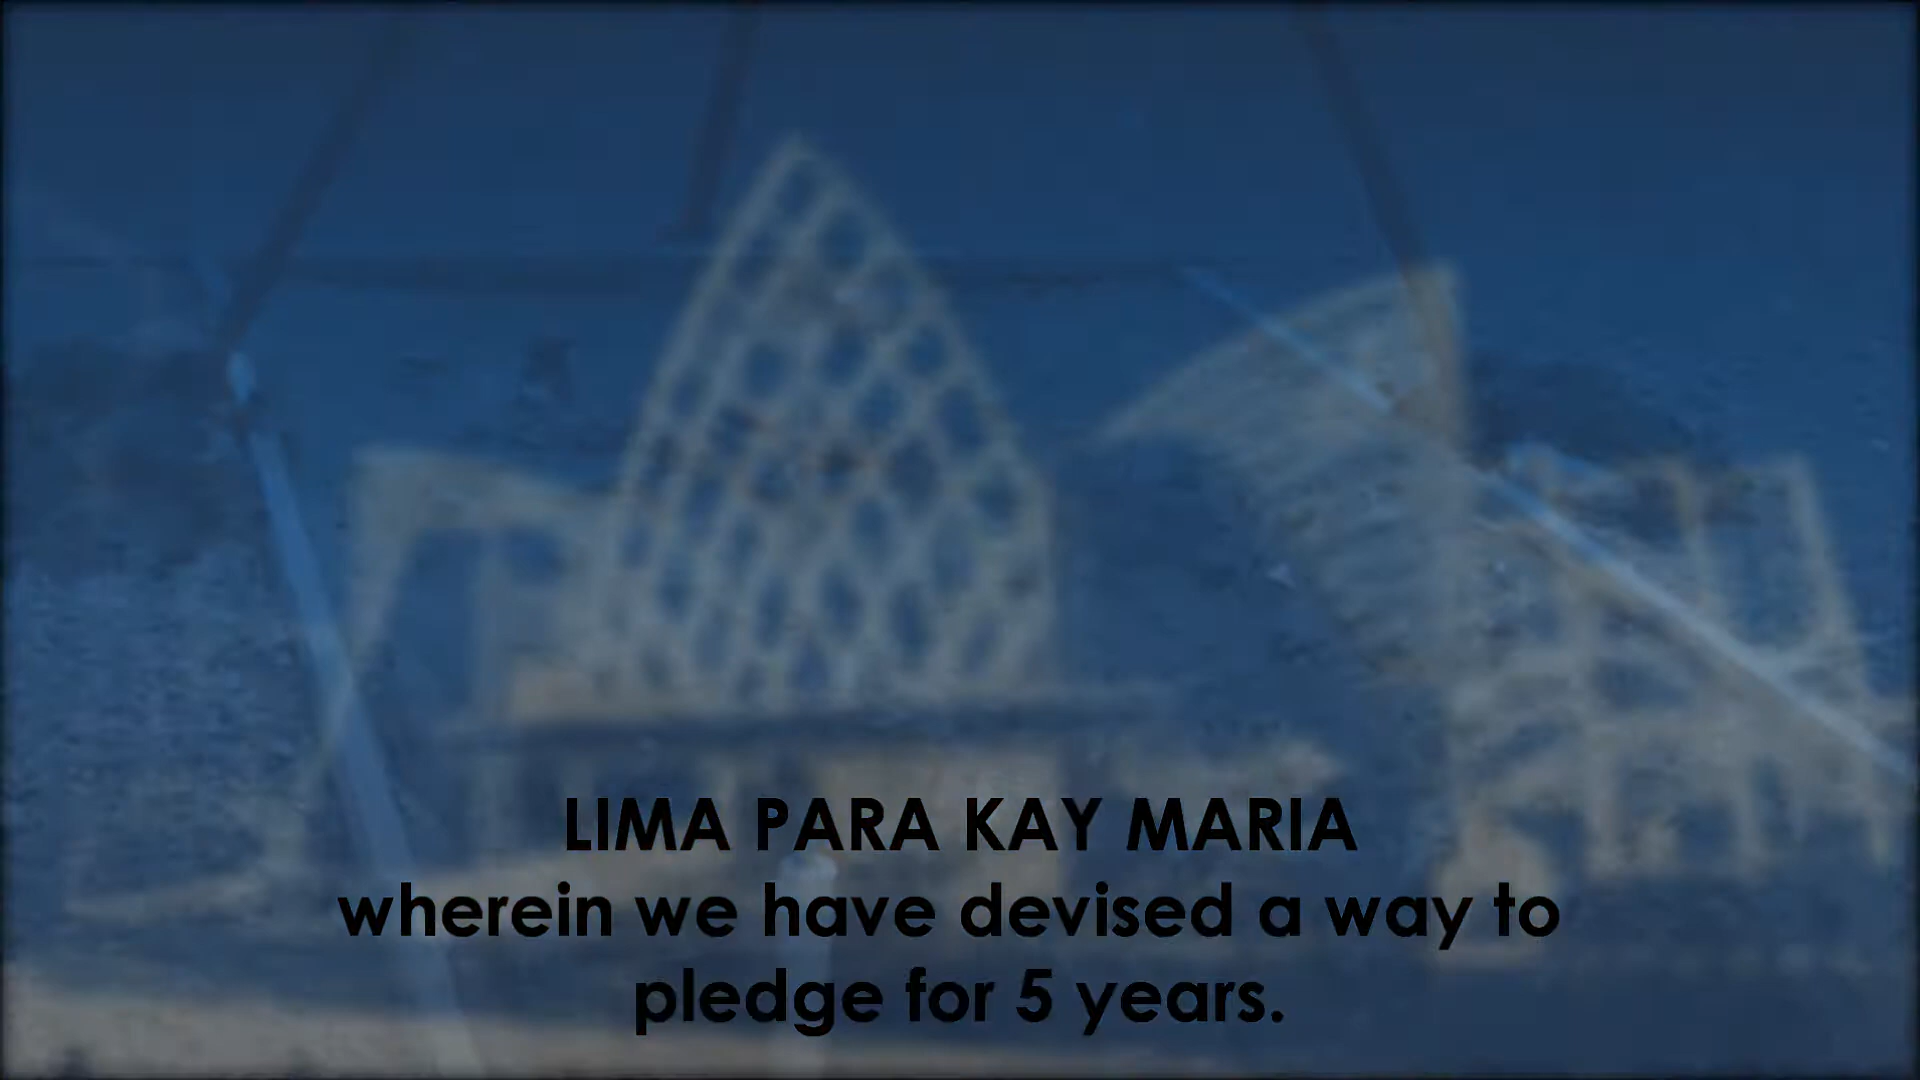 LIMA PARA KAY MARIA
wherein we have devised a way to
pledge for 5 years.